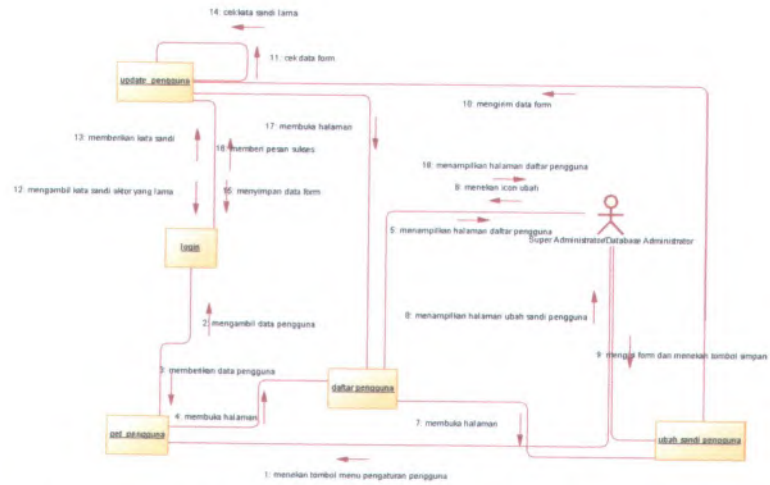 14: cek kata sandi lama
11: cek data form
update_pengguna
10: mengirim data form
17: membuka halaman
13: memberikan kata sandi
16: memberi pesan sukses
18: menampilkan halaman daftar pengguna
6: menekan icon ubah
12: mengambil kata sandi aktor yang lama
15: menyimpan data form
5: menampilkan halaman daftar pengguna
Super Administrator/Database Administrator
login
8: menampilkan halaman ubah sandi pengguna
2: mengambil data pengguna
9: mengisi form dan menekan tombol simpan
3: memberikan data pengguna
daftar pengguna
4: membuka halaman
7: membuka halaman
get_pengguna
ubah_sandi pengguna
1: menekan tombol menu pengaturan pengguna